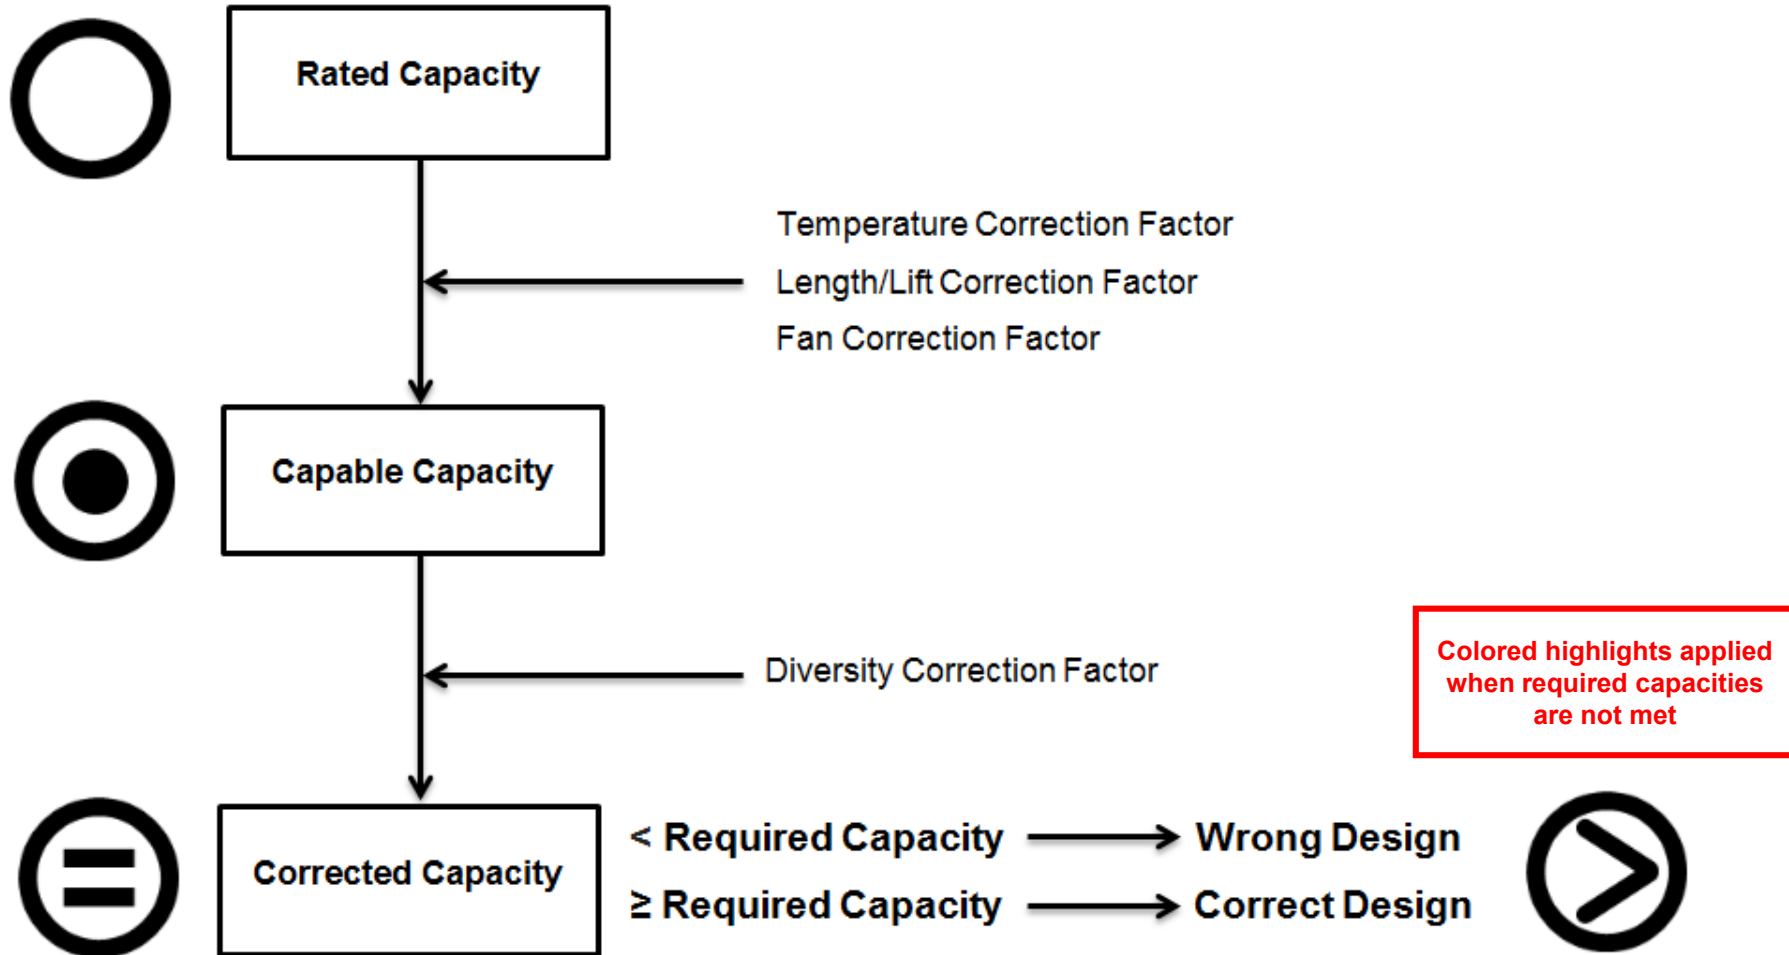 Rated Capacity
Temperature Correction Factor
Length/Lift Correction Factor
Fan Correction Factor
Capable Capacity
Diversity Correction Factor
Colored highlights applied
when required capacities
are not met
Corrected Capacity
< Required Capacity
Wrong Design
≥ Required Capacity
Correct Design